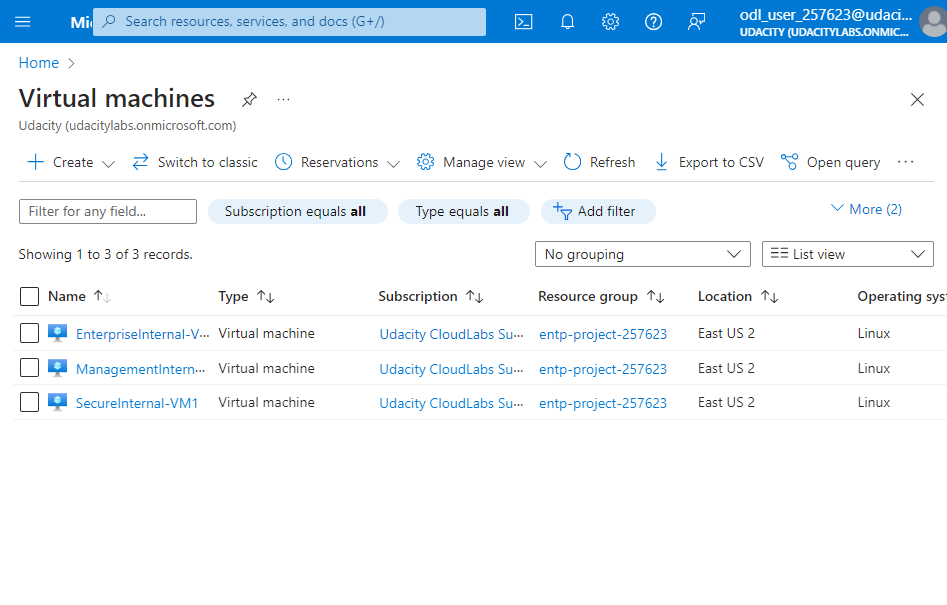 Mi Search resources, services, and docs (G+/) odl_user_257623@udaci...
UDACITY (UDACITYLABS.ONMIC...
Home
Virtual machines ...
Udacity (udacitylabs.onmicrosoft.com)
Create Switch to classic Reservations Manage view Refresh Export to CSV Open query ...
Filter for any field... Subscription equals all Type equals all Add filter More (2)
Showing 1 to 3 of 3 records. No grouping List view
Name Type Subscription Resource group Location Operating syst
EnterpriseInternal-V... Virtual machine Udacity CloudLabs Su... entp-project-257623 East US 2 Linux
ManagementIntern... Virtual machine Udacity CloudLabs Su... entp-project-257623 East US 2 Linux
SecureInternal-VM1 Virtual machine Udacity CloudLabs Su... entp-project-257623 East US 2 Linux